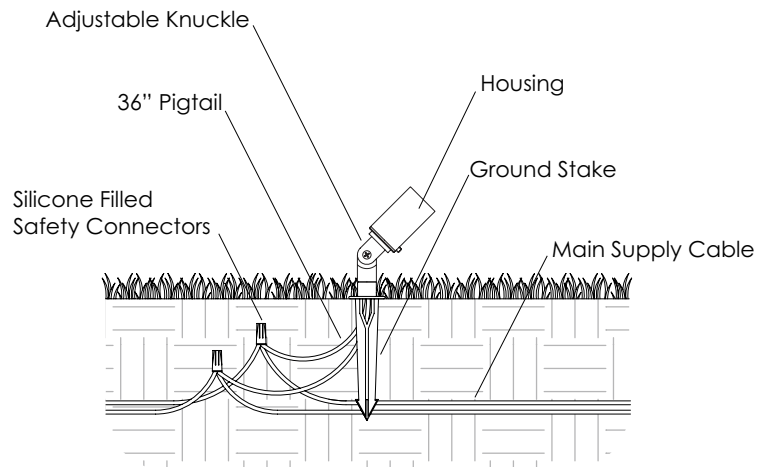 Adjustable Knuckle
36” Pigtail
Housing
Ground Stake
Silicone Filled
Safety Connectors
Main Supply Cable